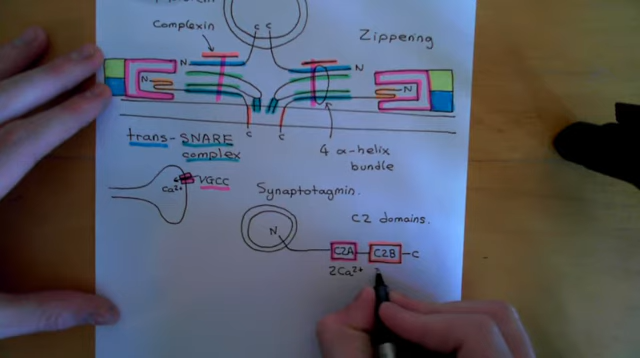 Complexin
C C
Zippering
N
N
N
N
C
C
trans-SNARE
complex
4 α-helix
bundle
Ca²⁺
VGCC
Synaptotagmin.
C2 domains.
N
C2A
C2B
C
2Ca²⁺